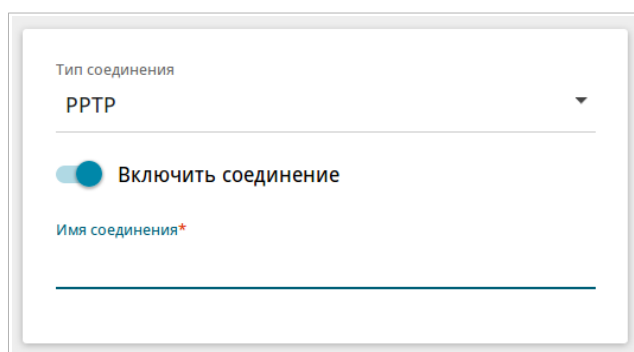 Тип соединения
PPTP
Включить соединение
Имя соединения*